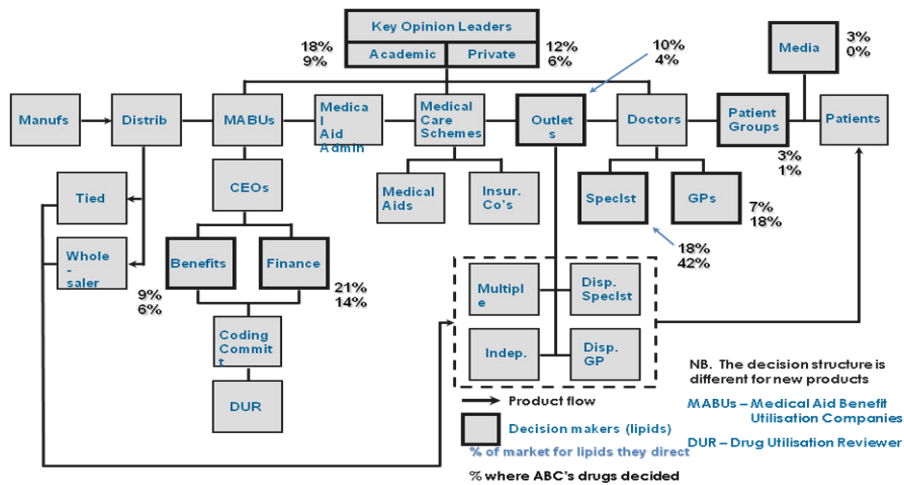 Key Opinion Leaders
Academic
Private
18%
9%
12%
6%
10%
4%
Media
3%
0%
Manufs
Distrib
MABUs
Medica
l
Aid
Admin
Medical
Care
Schemes
Outlet
s
Doctors
Patient
Groups
Patients
3%
1%
Tied
Whole
-
saler
CEOs
Benefits
Finance
9%
6%
21%
14%
Coding
Commit
t
DUR
Medical
Aids
Insur.
Co's
Speclst
GPs
7%
18%
18%
42%
Multipl
e
Disp.
Speclst
Indep.
Disp.
GP
Product flow
Decision makers (lipids)
% of market for lipids they direct
% where ABC's drugs decided
NB. The decision structure is
different for new products
MABUs – Medical Aid Benefit
Utilisation Companies
DUR – Drug Utilisation Reviewer